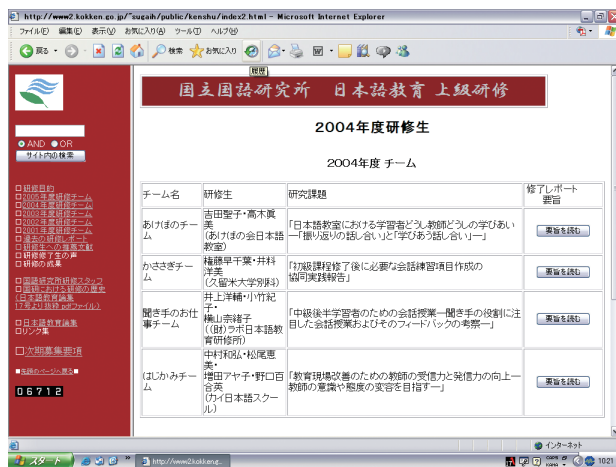 http://www2.kokken.go.jp/~sugaih/public/kenshu/index2.html - Microsoft Internet Explorer
ファイル(F) 編集(E) 表示(V) お気に入り(A) ツール(T) ヘルプ(H)
戻る 検索 お気に入り
履歴
国立国語研究所 日本語教育 上級研修
AND OR
サイト内の検索
研修目的
2005年度研修チーム
2004年度研修チーム
2003年度研修チーム
2002年度研修チーム
2001年度研修チーム
過去の研修レポート
研修生への推薦文献
研修修了生の声
研修の成果
国語研究所研修スタッフ
国研における研修の歴史
(日本語教育論集
17号より抜粋 pdfファイル)
日本語教育論集
リンク集
次期募集要項
■先頭のページへ戻る■
06712
2004年度研修生
2004年度 チーム
チーム名 研修生 研究課題 修了レポート
要旨
あけぼのチーム
吉田聖子・高木眞
美
(あけぼの会日本語
教室)
「日本語教室における学習者どうし教師どうしの学びあい
―「振り返りの話し合い」と「学びあう話し合い」―」
要旨を読む
かささぎチー
ム
権藤早千葉・井料
洋美
(久留米大学別科)
「初級課程修了後に必要な会話練習項目作成の
協同実践報告」
要旨を読む
聞き手のお仕
事チーム
井上洋輔・小竹紀
子・
横山奈緒子
((財)ラボ日本語教
育研修所)
「中級後半学習者のための会話授業―聞き手の役割に注
目した会話授業およびそのフィードバックの考察―」
要旨を読む
はじかみチー
ム
中村和弘・松尾恵
美・
増田アヤ子・野口百
合英
(カイ日本語スクー
ル)
「教育現場改善のための教師の受信力と発信力の向上―
教師の意識や態度の変容を目指す―」
要旨を読む
インターネット
スタート
http://www2.kokken.g...
CAPS
KANA
10:21